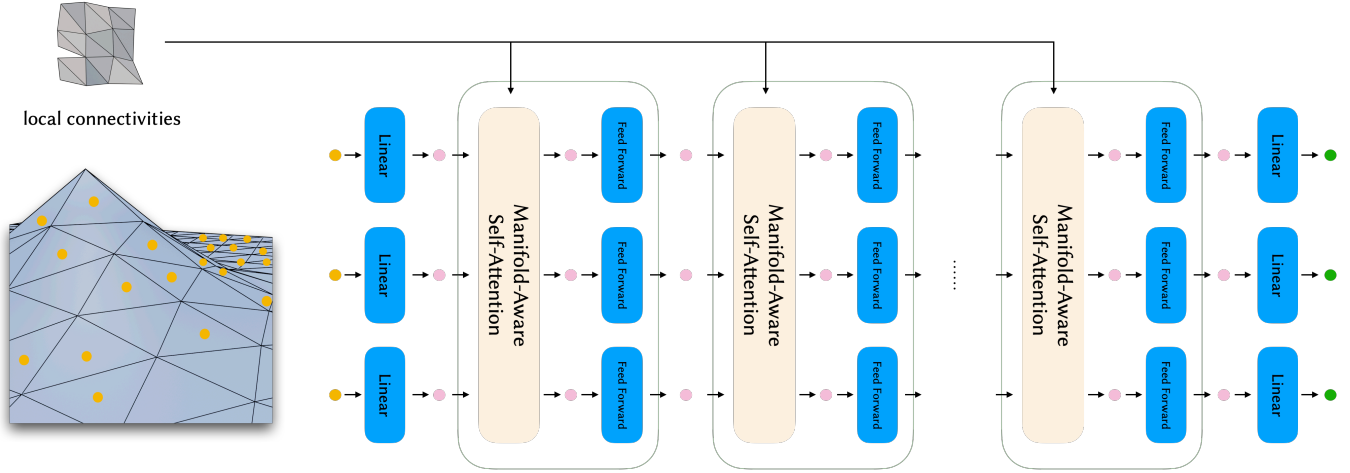 local connectivities
Linear
Manifold-Aware
Self-Attention
Feed Forward
Manifold-Aware
Self-Attention
Feed Forward
......
Manifold-Aware
Self-Attention
Feed Forward
Linear
Linear
Feed Forward
Feed Forward
Feed Forward
Linear
Linear
Feed Forward
Feed Forward
Feed Forward
Linear